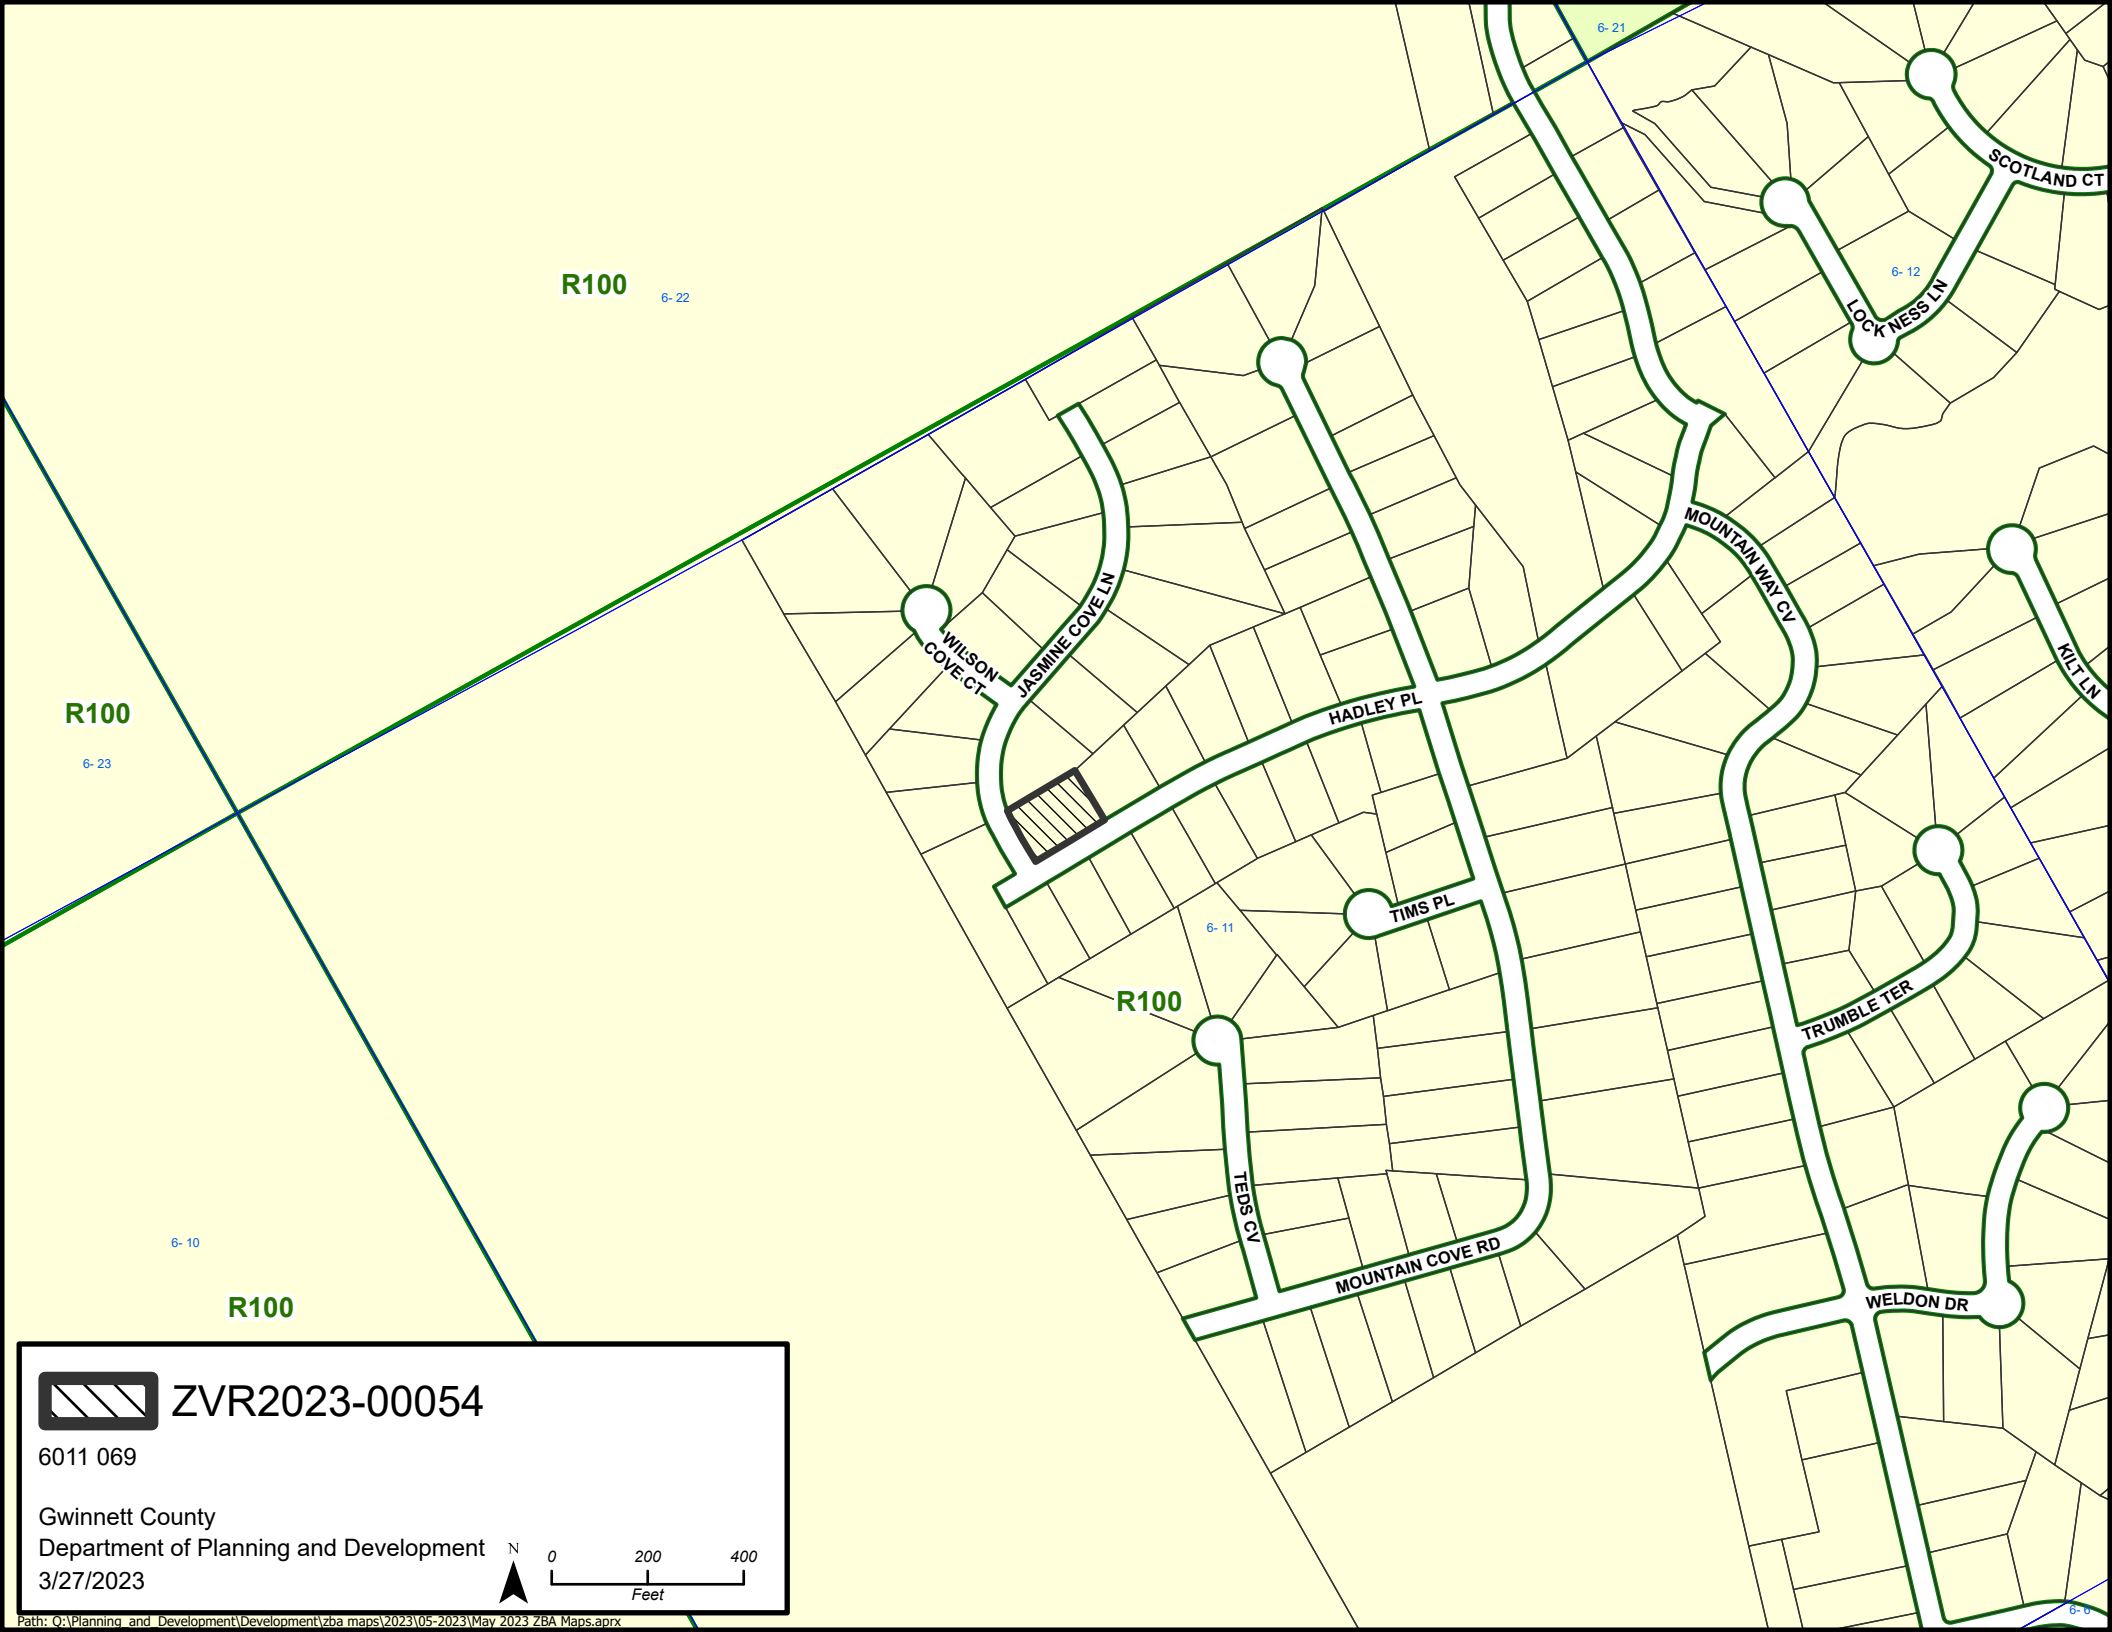 6- 21
SCOTLAND CT
6- 12
R100
6- 22
LOCK NESS LN
MOUNTAIN WAY CV
JASMINE COVE LN
WILSON
COVE CT
KILT LN
HADLEY PL
R100
6- 23
TIMS PL
6- 11
R100
TRUMBLE TER
TEDS CV
6- 10
MOUNTAIN COVE RD
R100
WELDON DR
ZVR2023-00054
6011 069
Gwinnett County
Department of Planning and Development
3/27/2023
N
0 200 400
Feet
6- 6
Path: Q:\Planning_and_Development\Development\zba maps\2023\05-2023\May 2023 ZBA Maps.aprx